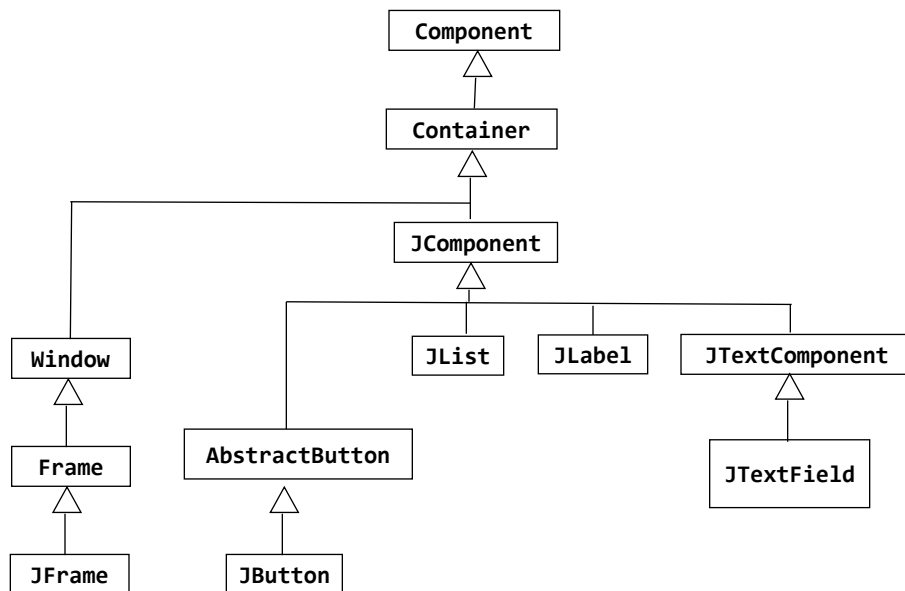 Component
Container
JComponent
Window
JList
JLabel
JTextComponent
Frame
AbstractButton
JTextField
JFrame
JButton